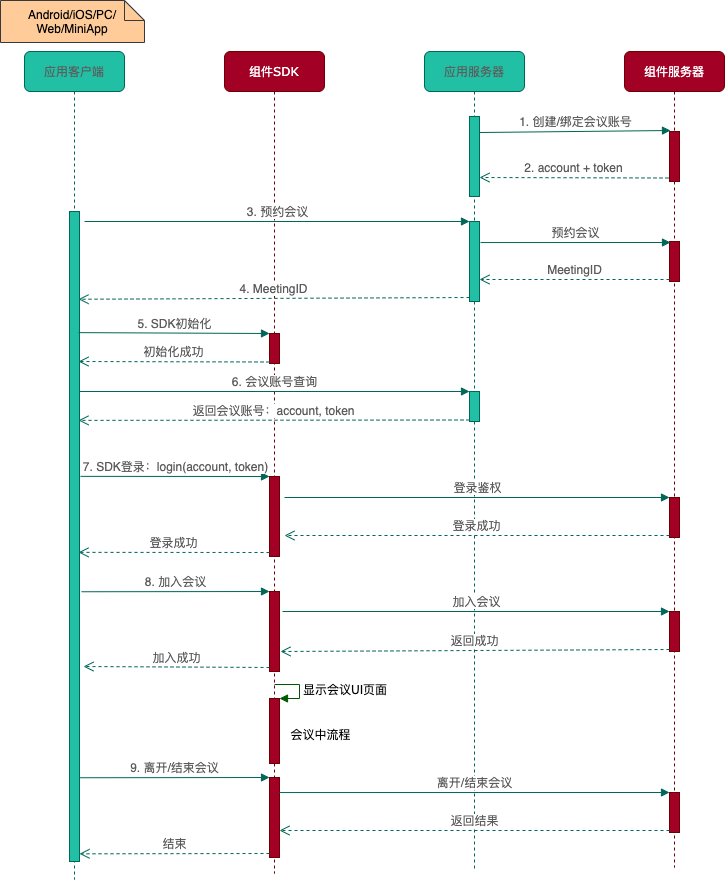 Android/iOS/PC/
Web/MiniApp
应用客户端
组件SDK
应用服务器
组件服务器
1. 创建/绑定会议账号
2. account + token
3. 预约会议
预约会议
MeetingID
4. MeetingID
5. SDK初始化
初始化成功
6. 会议账号查询
返回会议账号：account, token
7. SDK登录：login(account, token)
登录鉴权
登录成功
登录成功
8. 加入会议
加入会议
返回成功
加入成功
显示会议UI页面
会议中流程
9. 离开/结束会议
离开/结束会议
返回结果
结束